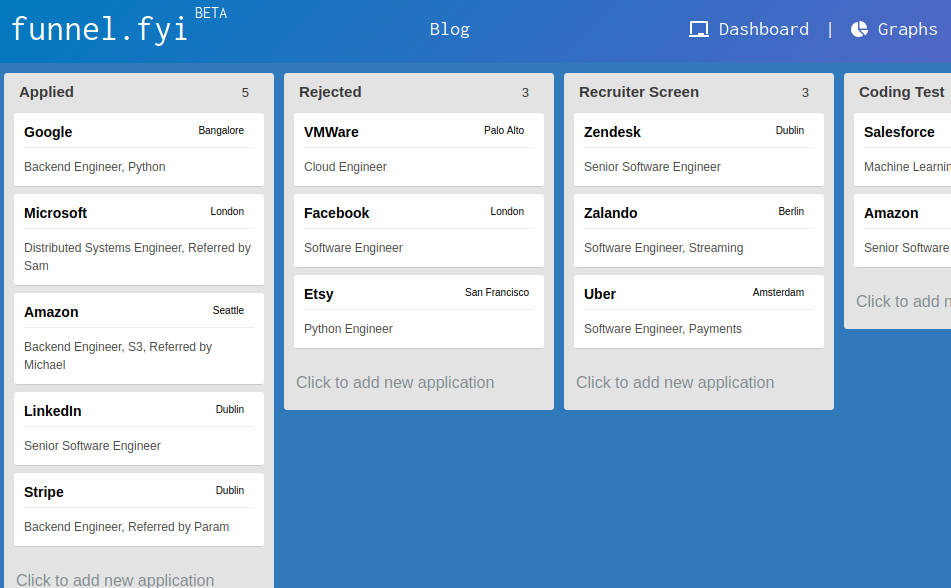 funnel.fyi BETA
Blog
Dashboard | Graphs
Applied 5
Google Bangalore
Backend Engineer, Python
Microsoft London
Distributed Systems Engineer, Referred by
Sam
Amazon Seattle
Backend Engineer, S3, Referred by
Michael
LinkedIn Dublin
Senior Software Engineer
Stripe Dublin
Backend Engineer, Referred by Param
Click to add new application
Rejected 3
VMWare Palo Alto
Cloud Engineer
Facebook London
Software Engineer
Etsy San Francisco
Python Engineer
Click to add new application
Recruiter Screen 3
Zendesk Dublin
Senior Software Engineer
Zalando Berlin
Software Engineer, Streaming
Uber Amsterdam
Software Engineer, Payments
Click to add new application
Coding Test
Salesforce
Machine Learnin
Amazon
Senior Software
Click to add n